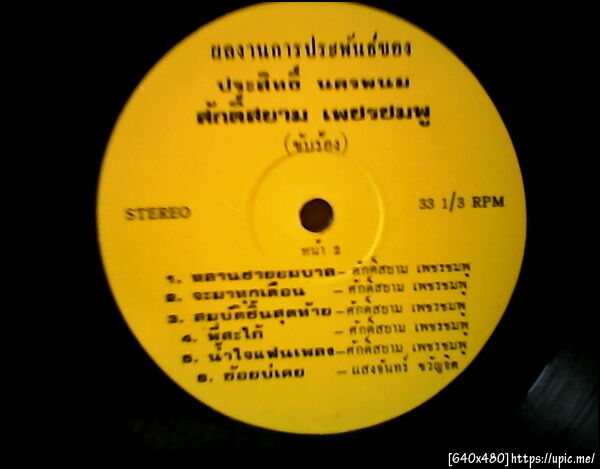 ผลงานการประพันธ์ของ
ประสิทธิ์ นครพนม
ศักดิ์สยาม เพชรชมพู
(ขับร้อง)
STEREO
33 1/3 RPM
หน้า 2
1. หลานชายยมบาล - ศักดิ์สยาม เพชรชมพู
2. จะมาทุกเดือน - ศักดิ์สยาม เพชรชมพู
3. สมบัติชิ้นสุดท้าย - ศักดิ์สยาม เพชรชมพู
4. พี่สะใภ้ - ศักดิ์สยาม เพชรชมพู
5. น้ำใจแฟนเพลง - ศักดิ์สยาม เพชรชมพู
6. ข้อยบ่เคย - แสงจันทร์ ขวัญจิต
[640x480]https://upic.me/